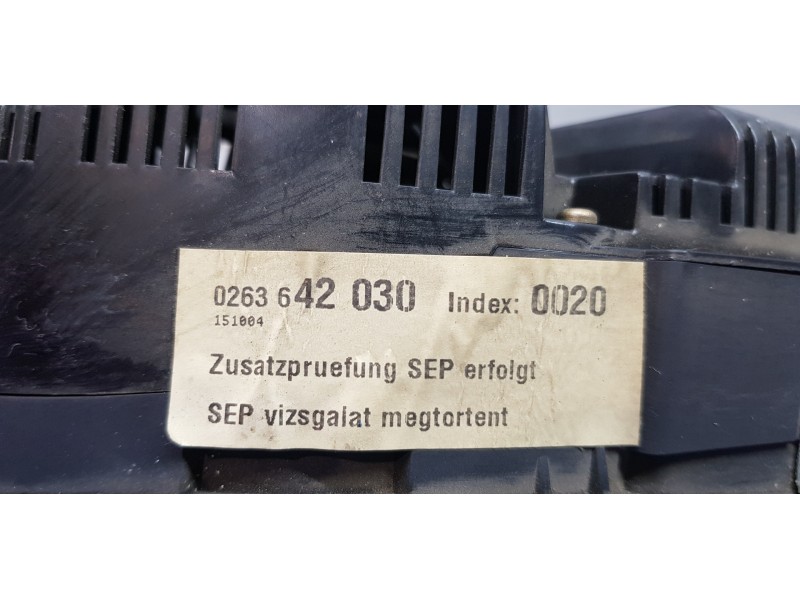 0263 642 030 Index: 0020
151004
Zusatzpruefung SEP erfolgt
SEP vizsgalat megtortent